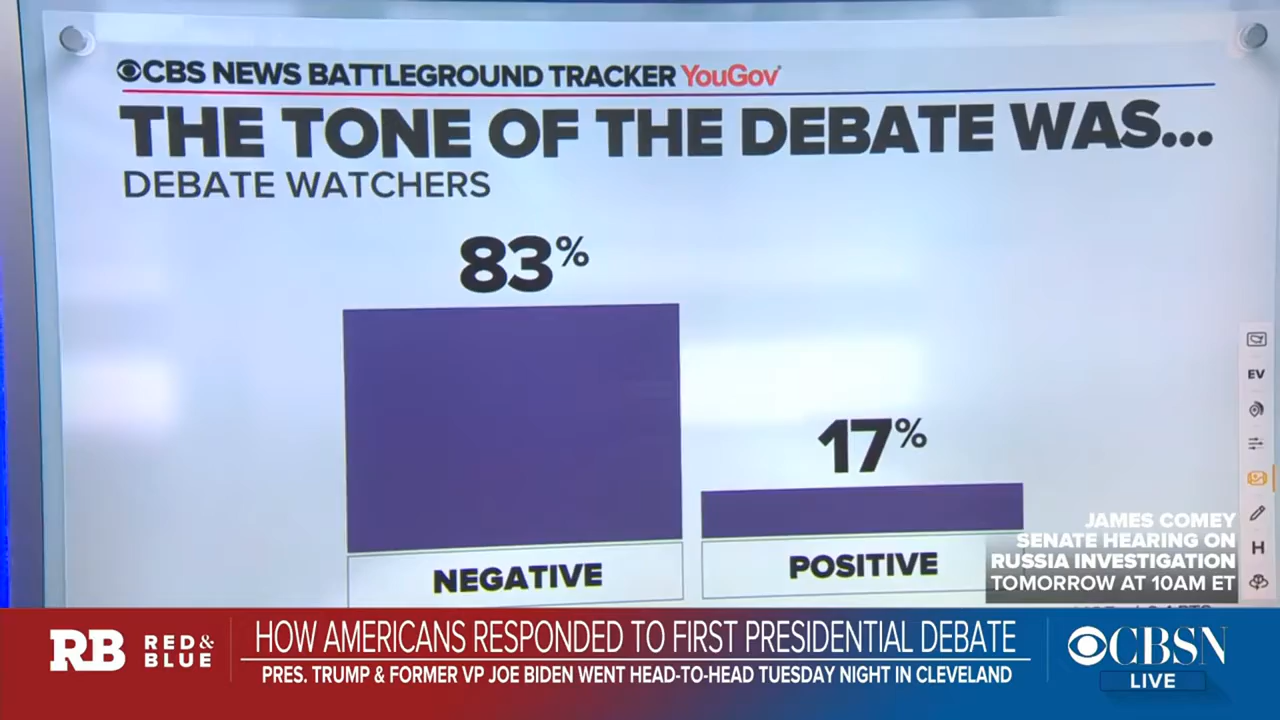 CBS NEWS BATTLEGROUND TRACKER YouGov
THE TONE OF THE DEBATE WAS...
DEBATE WATCHERS
83%
17%
NEGATIVE
POSITIVE
EV
H
JAMES COMEY
SENATE HEARING ON
RUSSIA INVESTIGATION
TOMORROW AT 10AM ET
RB RED &
BLUE
HOW AMERICANS RESPONDED TO FIRST PRESIDENTIAL DEBATE
PRES. TRUMP & FORMER VP JOE BIDEN WENT HEAD-TO-HEAD TUESDAY NIGHT IN CLEVELAND
CBSN
LIVE